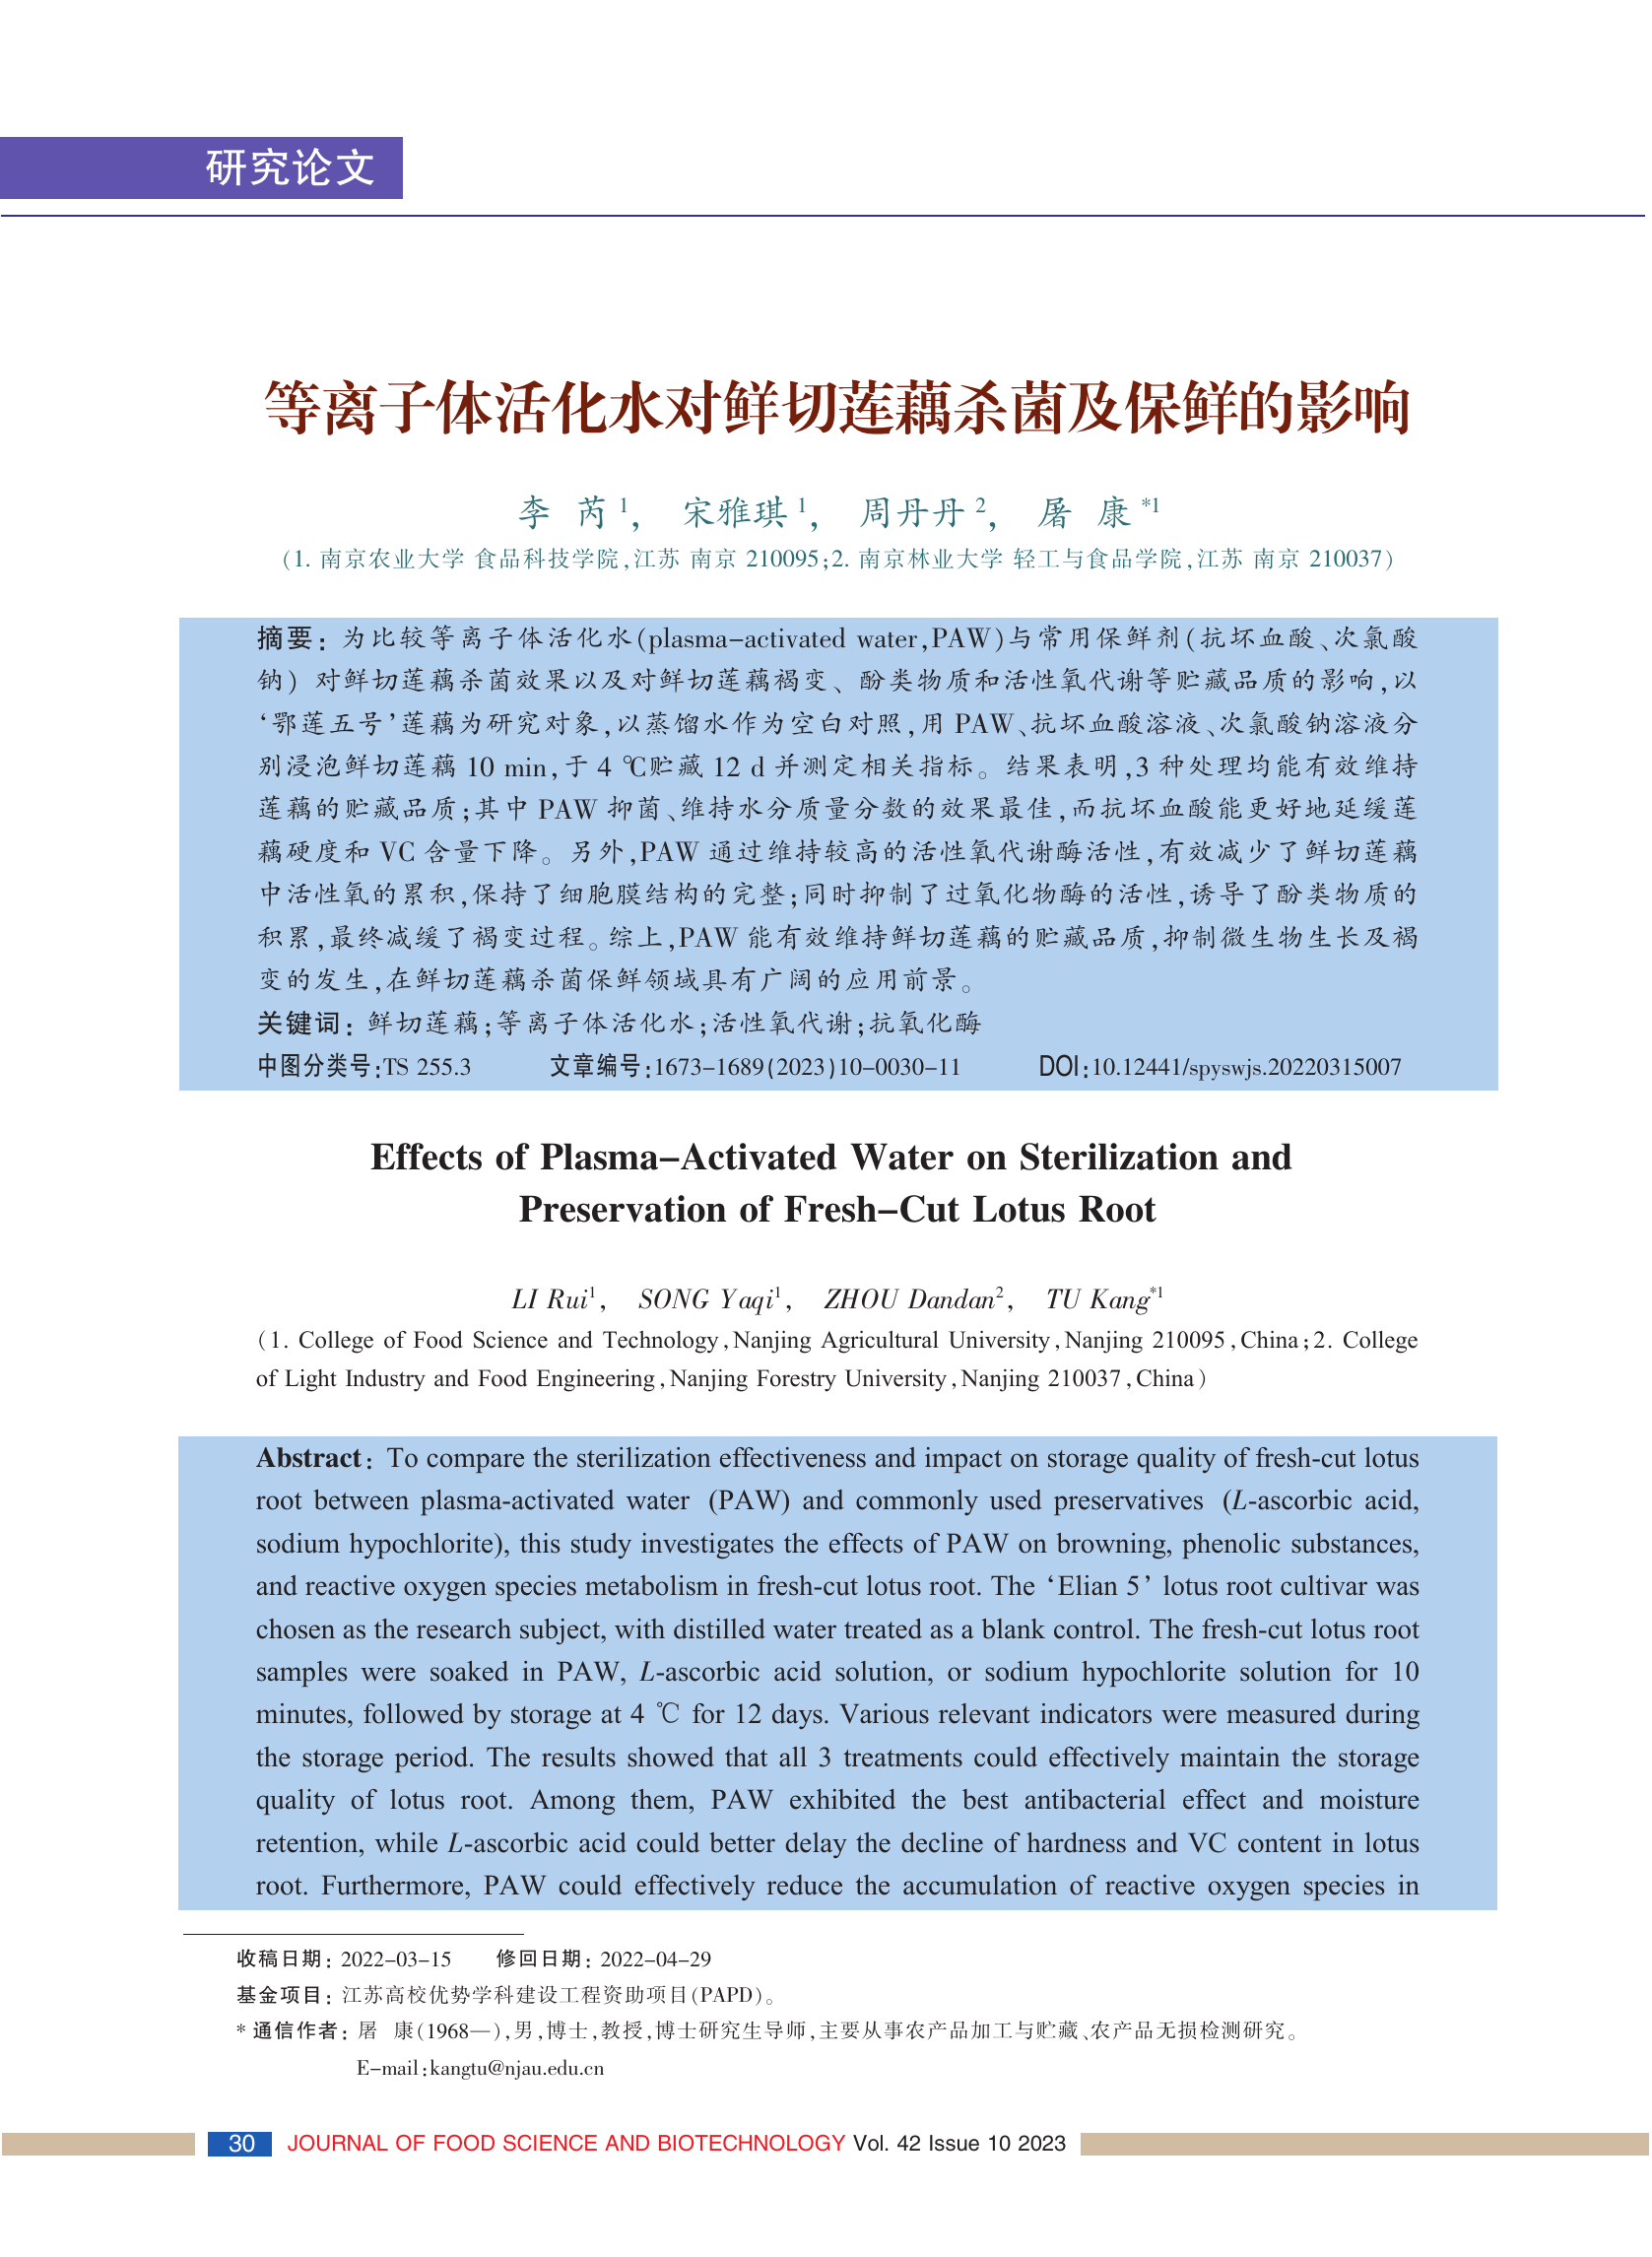 研究论文
等离子体活化水对鲜切莲藕杀菌及保鲜的影响
李 芮1， 宋雅琪1， 周丹丹2， 屠 康*1
(1. 南京农业大学 食品科技学院,江苏 南京 210095;2. 南京林业大学 轻工与食品学院,江苏 南京 210037)
摘要：为比较等离子体活化水(plasma-activated water,PAW)与常用保鲜剂(抗坏血酸、次氯酸
钠) 对鲜切莲藕杀菌效果以及对鲜切莲藕褐变、酚类物质和活性氧代谢等贮藏品质的影响,以
‘鄂莲五号’莲藕为研究对象,以蒸馏水作为空白对照,用 PAW、抗坏血酸溶液、次氯酸钠溶液分
别浸泡鲜切莲藕 10 min,于 4 ℃贮藏 12 d 并测定相关指标。结果表明,3 种处理均能有效维持
莲藕的贮藏品质;其中 PAW 抑菌、维持水分质量分数的效果最佳,而抗坏血酸能更好地延缓莲
藕硬度和 VC 含量下降。另外,PAW 通过维持较高的活性氧代谢酶活性,有效减少了鲜切莲藕
中活性氧的累积,保持了细胞膜结构的完整;同时抑制了过氧化物酶的活性,诱导了酚类物质的
积累,最终减缓了褐变过程。综上,PAW 能有效维持鲜切莲藕的贮藏品质,抑制微生物生长及褐
变的发生,在鲜切莲藕杀菌保鲜领域具有广阔的应用前景。
关键词：鲜切莲藕;等离子体活化水;活性氧代谢;抗氧化酶
中图分类号:TS 255.3 文章编号:1673-1689(2023)10-0030-11 DOI:10.12441/spyswjs.20220315007
Effects of Plasma-Activated Water on Sterilization and
Preservation of Fresh-Cut Lotus Root
LI Rui1, SONG Yaqi1, ZHOU Dandan2, TU Kang*1
(1. College of Food Science and Technology,Nanjing Agricultural University,Nanjing 210095,China;2. College
of Light Industry and Food Engineering,Nanjing Forestry University,Nanjing 210037,China)
Abstract: To compare the sterilization effectiveness and impact on storage quality of fresh-cut lotus
root between plasma-activated water (PAW) and commonly used preservatives (L-ascorbic acid,
sodium hypochlorite), this study investigates the effects of PAW on browning, phenolic substances,
and reactive oxygen species metabolism in fresh-cut lotus root. The ‘Elian 5’ lotus root cultivar was
chosen as the research subject, with distilled water treated as a blank control. The fresh-cut lotus root
samples were soaked in PAW, L-ascorbic acid solution, or sodium hypochlorite solution for 10
minutes, followed by storage at 4 ℃ for 12 days. Various relevant indicators were measured during
the storage period. The results showed that all 3 treatments could effectively maintain the storage
quality of lotus root. Among them, PAW exhibited the best antibacterial effect and moisture
retention, while L-ascorbic acid could better delay the decline of hardness and VC content in lotus
root. Furthermore, PAW could effectively reduce the accumulation of reactive oxygen species in
收稿日期：2022-03-15 修回日期：2022-04-29
基金项目：江苏高校优势学科建设工程资助项目(PAPD)。
* 通信作者：屠 康(1968—),男,博士,教授,博士研究生导师,主要从事农产品加工与贮藏、农产品无损检测研究。
E-mail:kangtu@njau.edu.cn
30 JOURNAL OF FOOD SCIENCE AND BIOTECHNOLOGY Vol. 42 Issue 10 2023